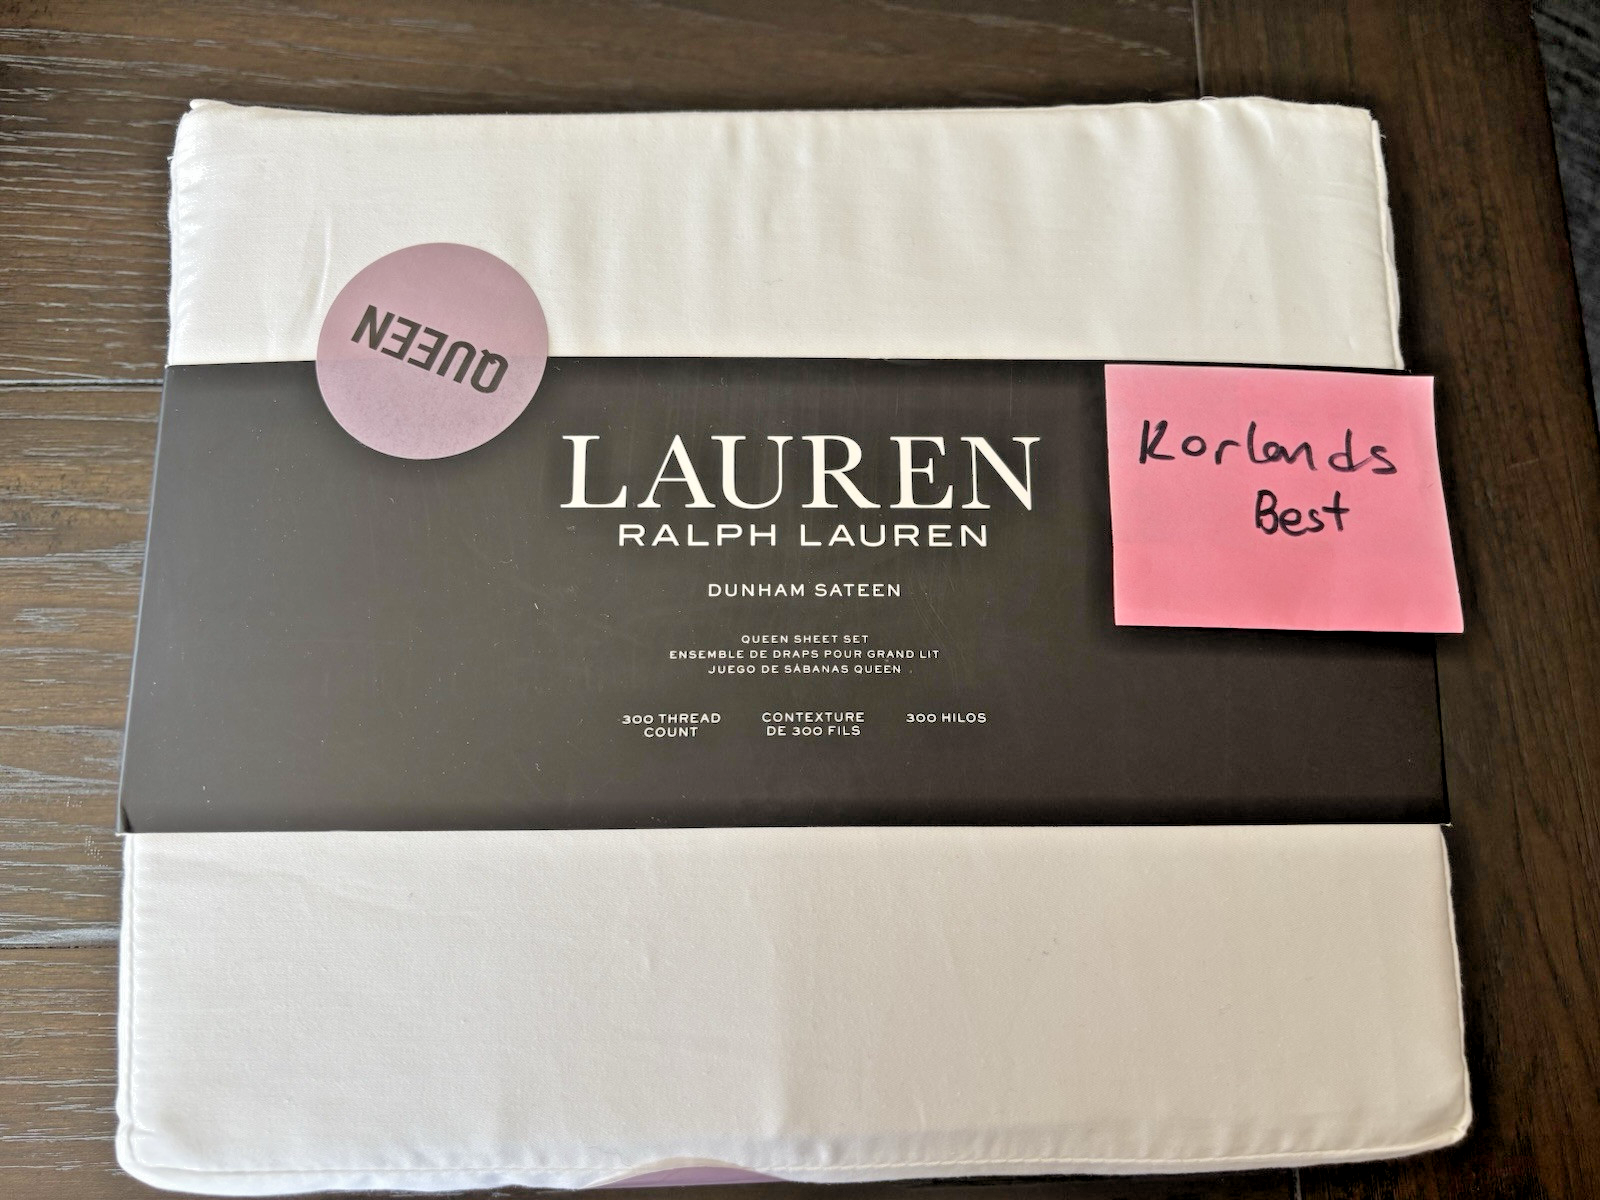 QUEEN
LAUREN
RALPH LAUREN
DUNHAM SATEEN
QUEEN SHEET SET
ENSEMBLE DE DRAPS POUR GRAND LIT
JUEGO DE SÁBANAS QUEEN
300 THREAD
COUNT
CONTEXTURE
DE 300 FILS
300 HILOS
Korlands
Best